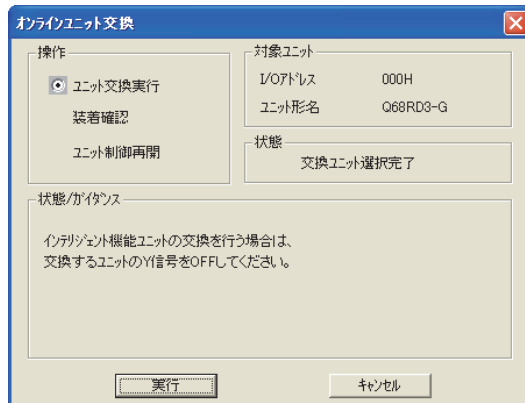 オンラインユニット交換
操作
ユニット交換実行
装着確認
ユニット制御再開
対象ユニット
I/Oアドレス 000H
ユニット形名 Q68RD3-G
状態
交換ユニット選択完了
状態/ガイダンス
インテリジェント機能ユニットの交換を行う場合は、
交換するユニットのY信号をOFFしてください。
実行 キャンセル